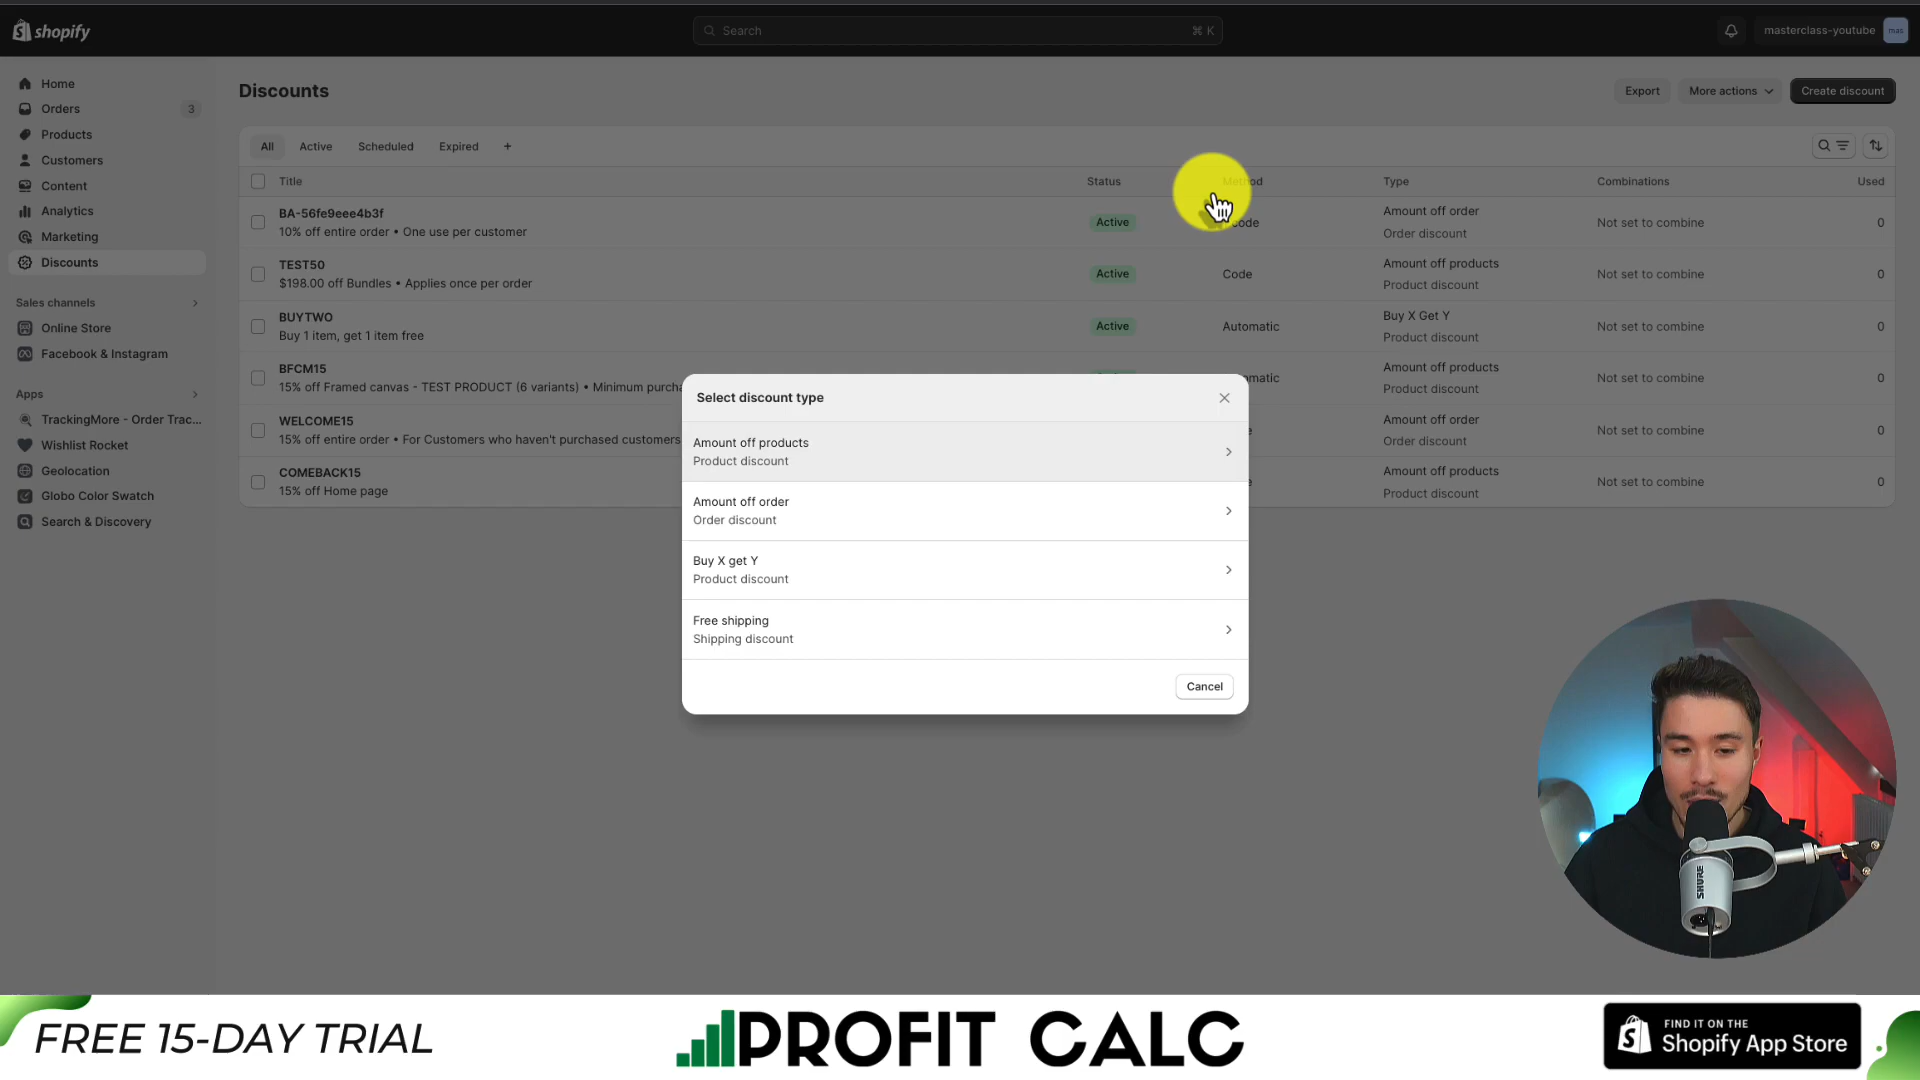 shopify
Search
⌘ K
masterclass-youtube
mas
Home
Orders
3
Products
Customers
Content
Analytics
Marketing
Discounts
Sales channels
Online Store
Facebook & Instagram
Apps
TrackingMore - Order Trac...
Wishlist Rocket
Geolocation
Globo Color Swatch
Search & Discovery
Discounts
Export
More actions
Create discount
All
Active
Scheduled
Expired
+
Title
Status
Method
Type
Combinations
Used
BA-56fe9eee4b3f
10% off entire order • One use per customer
Active
Code
Amount off order
Order discount
Not set to combine
0
TEST50
$198.00 off Bundles • Applies once per order
Active
Code
Amount off products
Product discount
Not set to combine
0
BUYTWO
Buy 1 item, get 1 item free
Active
Automatic
Buy X Get Y
Product discount
Not set to combine
0
BFCM15
15% off Framed canvas - TEST PRODUCT (6 variants) • Minimum purcha
matic
Amount off products
Product discount
Not set to combine
0
WELCOME15
15% off entire order • For Customers who haven't purchased customers
Amount off order
Order discount
Not set to combine
0
COMEBACK15
15% off Home page
Amount off products
Product discount
Not set to combine
0
Select discount type
Amount off products
Product discount
Amount off order
Order discount
Buy X get Y
Product discount
Free shipping
Shipping discount
Cancel
SHURE
FREE 15-DAY TRIAL
PROFIT CALC
FIND IT ON THE
Shopify App Store